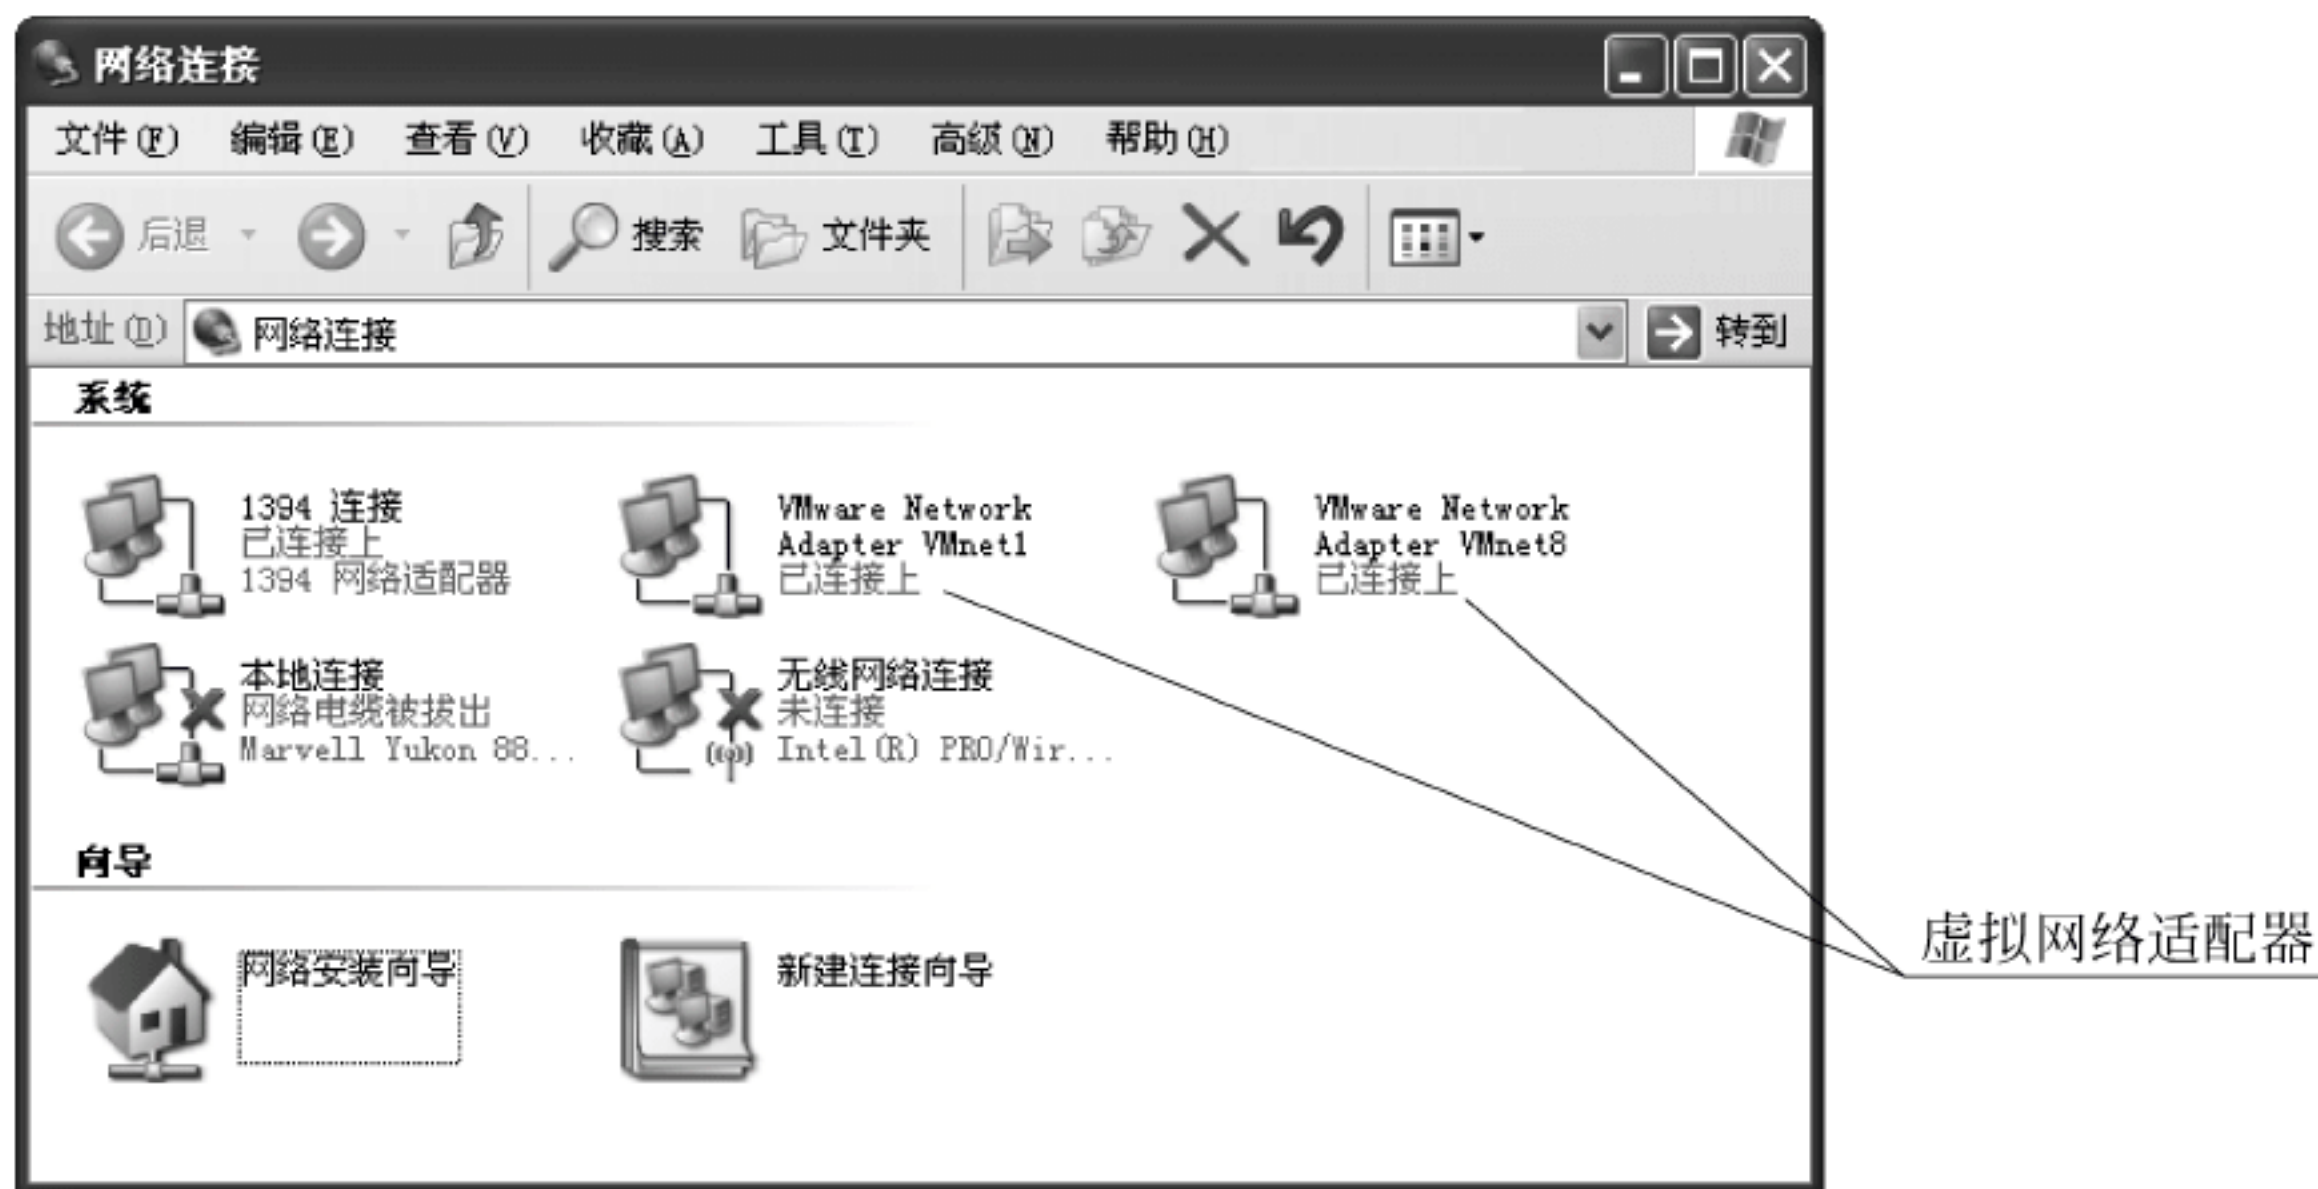 网络连接
文件(F) 编辑(E) 查看(V) 收藏(A) 工具(T) 高级(N) 帮助(H)
后退 搜索 文件夹
地址(D) 网络连接 转到
系统
1394 连接
已连接上
1394 网络适配器
VMware Network
Adapter VMnet1
已连接上
VMware Network
Adapter VMnet8
已连接上
本地连接
网络电缆被拔出
Marvell Yukon 88...
无线网络连接
未连接
Intel(R) PRO/Wir...
向导
网络安装向导
新建连接向导
虚拟网络适配器